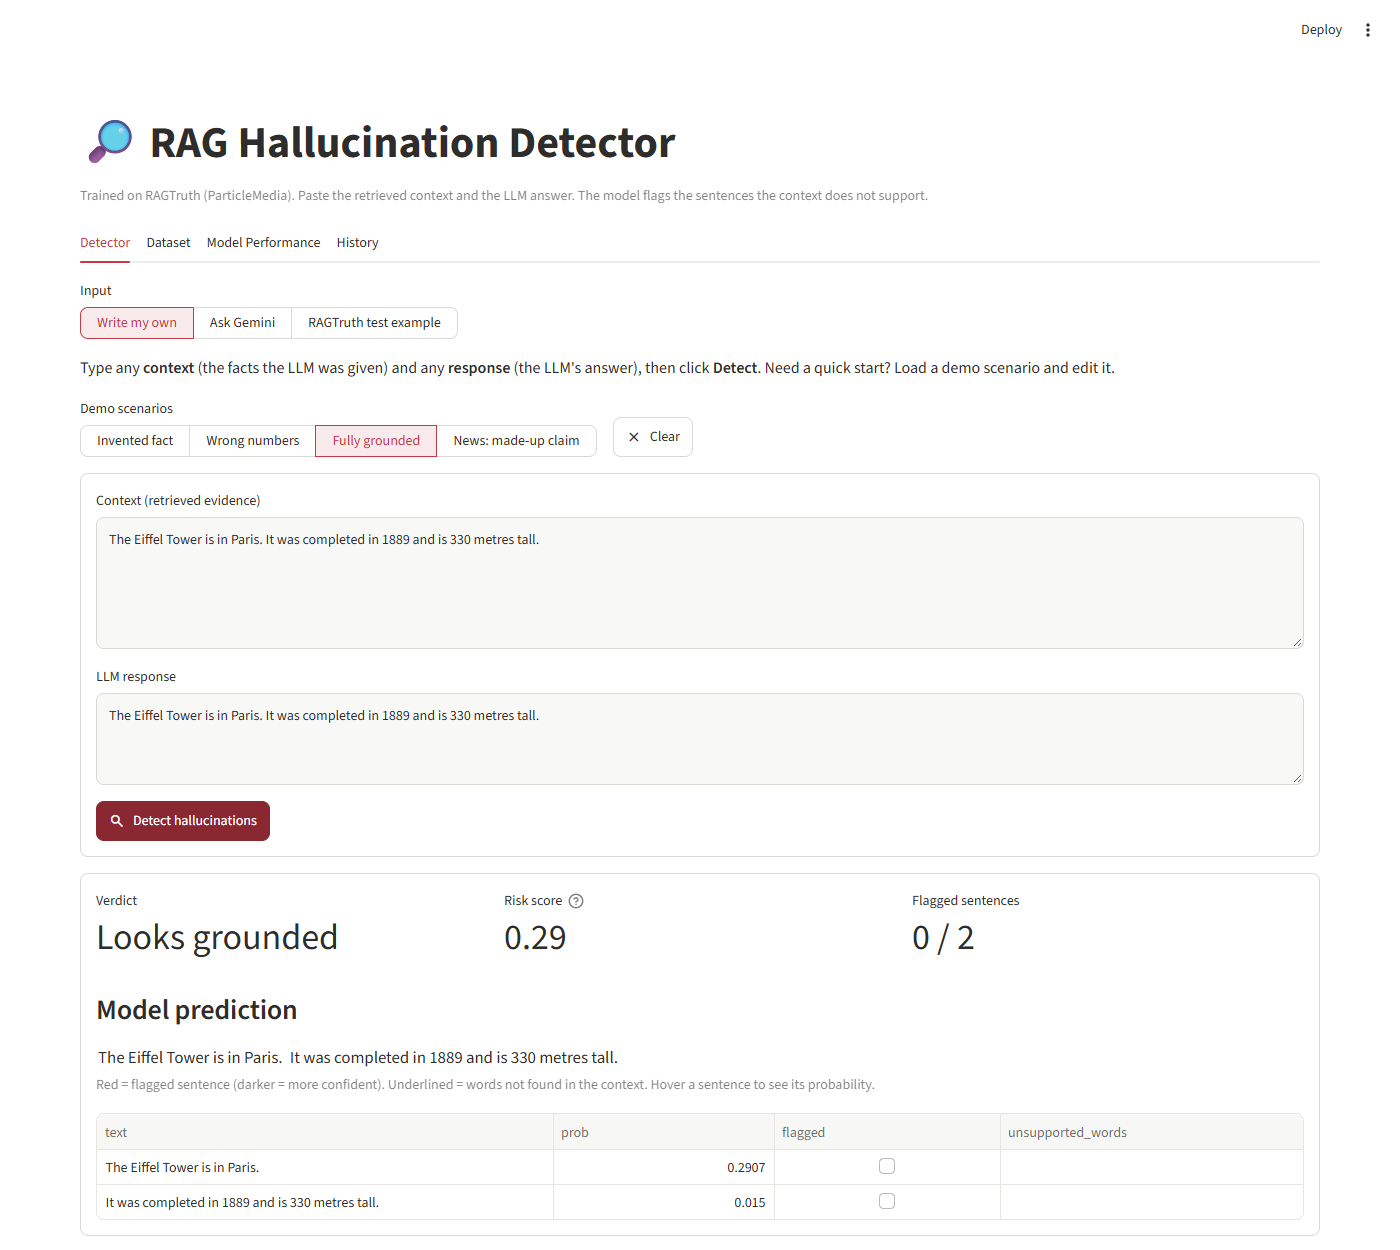 Deploy
RAG Hallucination Detector
Trained on RAGTruth (ParticleMedia). Paste the retrieved context and the LLM answer. The model flags the sentences the context does not support.
Detector Dataset Model Performance History
Input
Write my own Ask Gemini RAGTruth test example
Type any context (the facts the LLM was given) and any response (the LLM's answer), then click Detect. Need a quick start? Load a demo scenario and edit it.
Demo scenarios
Invented fact Wrong numbers Fully grounded News: made-up claim Clear
Context (retrieved evidence)
The Eiffel Tower is in Paris. It was completed in 1889 and is 330 metres tall.
LLM response
The Eiffel Tower is in Paris. It was completed in 1889 and is 330 metres tall.
Detect hallucinations
Verdict Risk score ? Flagged sentences
Looks grounded 0.29 0 / 2
Model prediction
The Eiffel Tower is in Paris. It was completed in 1889 and is 330 metres tall.
Red = flagged sentence (darker = more confident). Underlined = words not found in the context. Hover a sentence to see its probability.
text prob flagged unsupported_words
The Eiffel Tower is in Paris. 0.2907
It was completed in 1889 and is 330 metres tall. 0.015